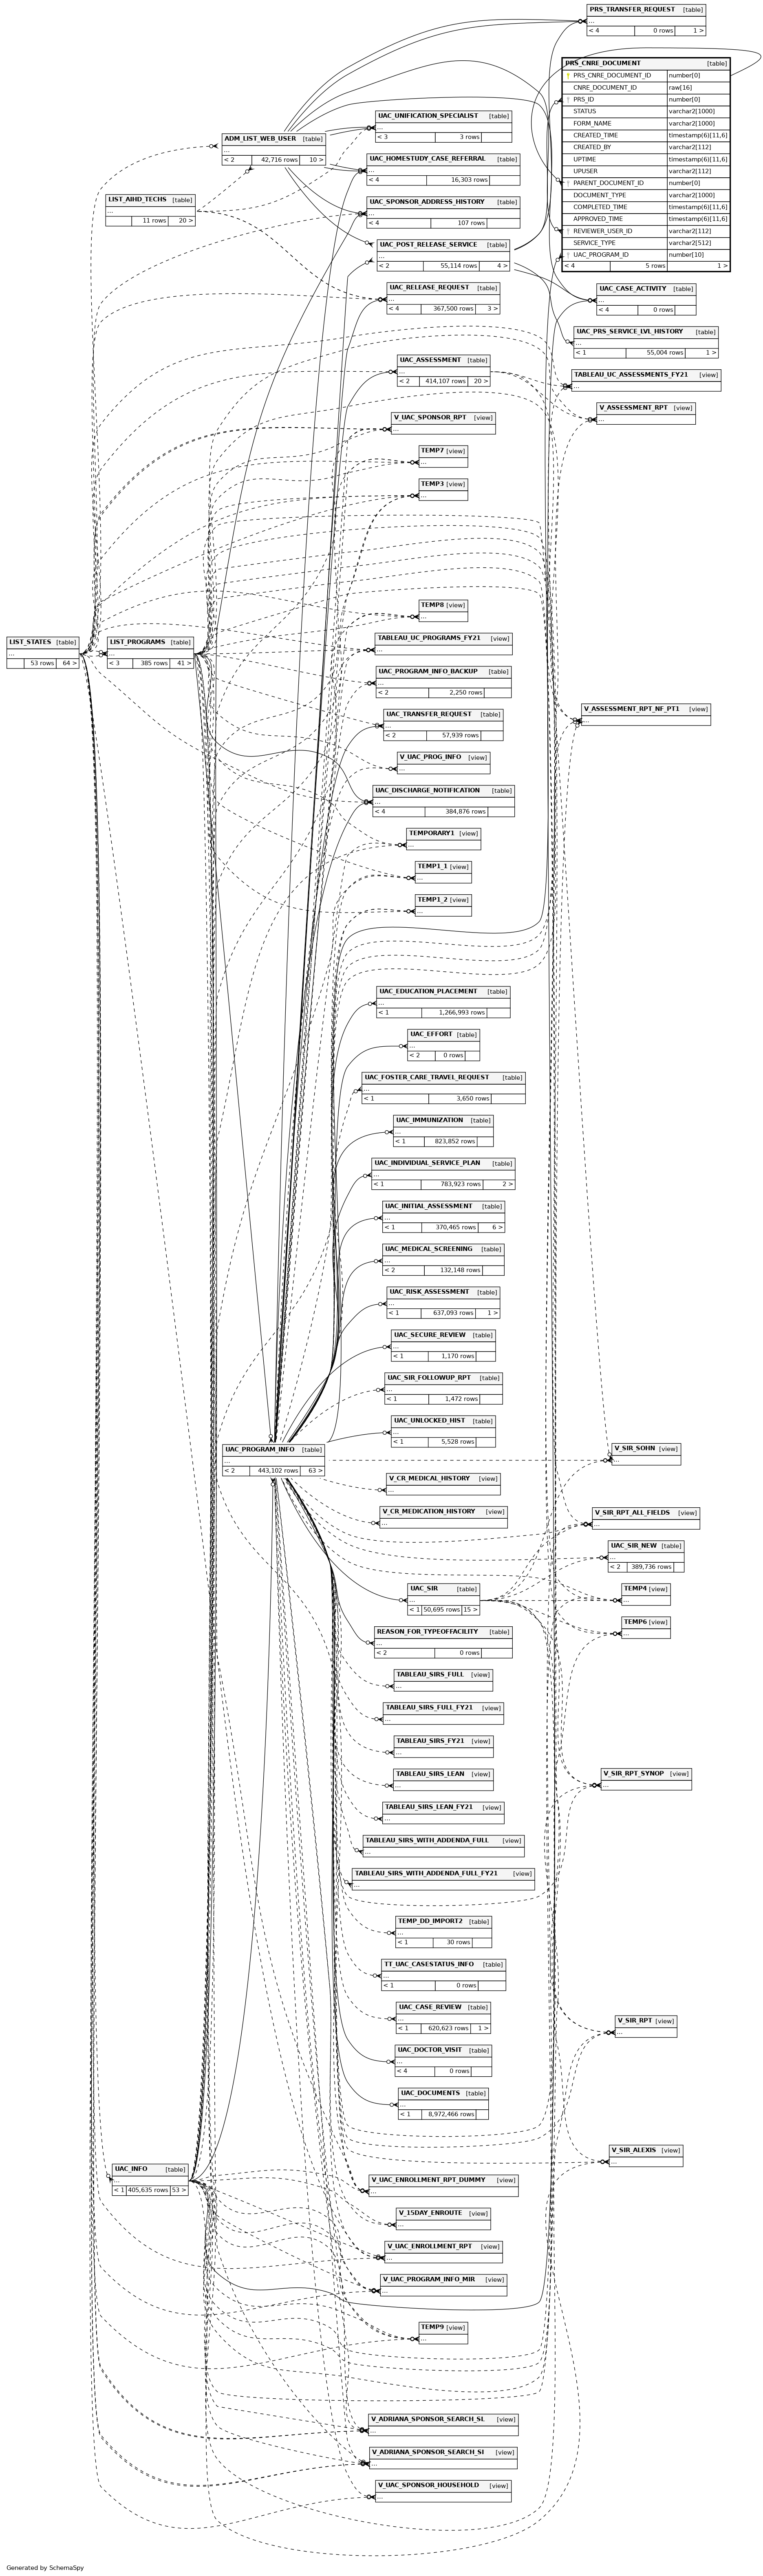 PRS_TRANSFER_REQUEST [table]
...
< 4 0 rows 1 >
PRS_CNRE_DOCUMENT [table]
PRS_CNRE_DOCUMENT_ID number[0]
CNRE_DOCUMENT_ID raw[16]
PRS_ID number[0]
STATUS varchar2[1000]
FORM_NAME varchar2[1000]
CREATED_TIME timestamp(6)[11,6]
CREATED_BY varchar2[112]
UPTIME timestamp(6)[11,6]
UPUSER varchar2[112]
PARENT_DOCUMENT_ID number[0]
DOCUMENT_TYPE varchar2[1000]
COMPLETED_TIME timestamp(6)[11,6]
APPROVED_TIME timestamp(6)[11,6]
REVIEWER_USER_ID varchar2[112]
SERVICE_TYPE varchar2[512]
UAC_PROGRAM_ID number[10]
< 4 5 rows 1 >
UAC_UNIFICATION_SPECIALIST [table]
...
< 3 3 rows
ADM_LIST_WEB_USER [table]
...
< 2 42,716 rows 10 >
UAC_HOMESTUDY_CASE_REFERRAL [table]
...
< 4 16,303 rows
LIST_AIHD_TECHS [table]
...
11 rows 20 >
UAC_SPONSOR_ADDRESS_HISTORY [table]
...
< 4 107 rows
UAC_POST_RELEASE_SERVICE [table]
...
< 2 55,114 rows 4 >
UAC_RELEASE_REQUEST [table]
...
< 4 367,500 rows 3 >
UAC_CASE_ACTIVITY [table]
...
< 4 0 rows
UAC_PRS_SERVICE_LVL_HISTORY [table]
...
< 1 55,004 rows 1 >
UAC_ASSESSMENT [table]
...
< 2 414,107 rows 20 >
TABLEAU_UC_ASSESSMENTS_FY21 [view]
...
V_ASSESSMENT_RPT [view]
...
V_UAC_SPONSOR_RPT [view]
...
TEMP7 [view]
...
TEMP3 [view]
...
TEMP8 [view]
...
LIST_STATES [table]
...
53 rows 64 >
LIST_PROGRAMS [table]
...
< 3 385 rows 41 >
TABLEAU_UC_PROGRAMS_FY21 [view]
...
UAC_PROGRAM_INFO_BACKUP [table]
...
< 2 2,250 rows
UAC_TRANSFER_REQUEST [table]
...
< 2 57,939 rows
V_ASSESSMENT_RPT_NF_PT1 [view]
...
V_UAC_PROG_INFO [view]
...
UAC_DISCHARGE_NOTIFICATION [table]
...
< 4 384,876 rows
TEMPORARY1 [view]
...
TEMP1_1 [view]
...
TEMP1_2 [view]
...
UAC_EDUCATION_PLACEMENT [table]
...
< 1 1,266,993 rows
UAC_EFFORT [table]
...
< 2 0 rows
UAC_FOSTER_CARE_TRAVEL_REQUEST [table]
...
< 1 3,650 rows
UAC_IMMUNIZATION [table]
...
< 1 823,852 rows
UAC_INDIVIDUAL_SERVICE_PLAN [table]
...
< 1 783,923 rows 2 >
UAC_INITIAL_ASSESSMENT [table]
...
< 1 370,465 rows 6 >
UAC_MEDICAL_SCREENING [table]
...
< 2 132,148 rows
UAC_RISK_ASSESSMENT [table]
...
< 1 637,093 rows 1 >
UAC_SECURE_REVIEW [table]
...
< 1 1,170 rows
UAC_SIR_FOLLOWUP_RPT [table]
...
< 1 1,472 rows
UAC_UNLOCKED_HIST [table]
...
< 1 5,528 rows
UAC_PROGRAM_INFO [table]
...
< 2 443,102 rows 63 >
V_SIR_SOHN [view]
...
V_CR_MEDICAL_HISTORY [view]
...
V_CR_MEDICATION_HISTORY [view]
...
V_SIR_RPT_ALL_FIELDS [view]
...
UAC_SIR_NEW [table]
...
< 2 389,736 rows
UAC_SIR [table]
...
< 1 50,695 rows 15 >
TEMP4 [view]
...
TEMP6 [view]
...
REASON_FOR_TYPEOFFACILITY [table]
...
< 2 0 rows
TABLEAU_SIRS_FULL [view]
...
TABLEAU_SIRS_FULL_FY21 [view]
...
TABLEAU_SIRS_FY21 [view]
...
TABLEAU_SIRS_LEAN [view]
...
V_SIR_RPT_SYNOP [view]
...
TABLEAU_SIRS_LEAN_FY21 [view]
...
TABLEAU_SIRS_WITH_ADDENDA_FULL [view]
...
TABLEAU_SIRS_WITH_ADDENDA_FULL_FY21 [view]
...
TEMP_DD_IMPORT2 [table]
...
< 1 30 rows
TT_UAC_CASESTATUS_INFO [table]
...
< 1 0 rows
UAC_CASE_REVIEW [table]
...
< 1 620,623 rows 1 >
V_SIR_RPT [view]
...
UAC_DOCTOR_VISIT [table]
...
< 4 0 rows
UAC_DOCUMENTS [table]
...
< 1 8,972,466 rows
V_SIR_ALEXIS [view]
...
UAC_INFO [table]
...
< 1 405,635 rows 53 >
V_UAC_ENROLLMENT_RPT_DUMMY [view]
...
V_15DAY_ENROUTE [view]
...
V_UAC_ENROLLMENT_RPT [view]
...
V_UAC_PROGRAM_INFO_MIR [view]
...
TEMP9 [view]
...
V_ADRIANA_SPONSOR_SEARCH_SL [view]
...
V_ADRIANA_SPONSOR_SEARCH_SI [view]
...
V_UAC_SPONSOR_HOUSEHOLD [view]
...
Generated by SchemaSpy